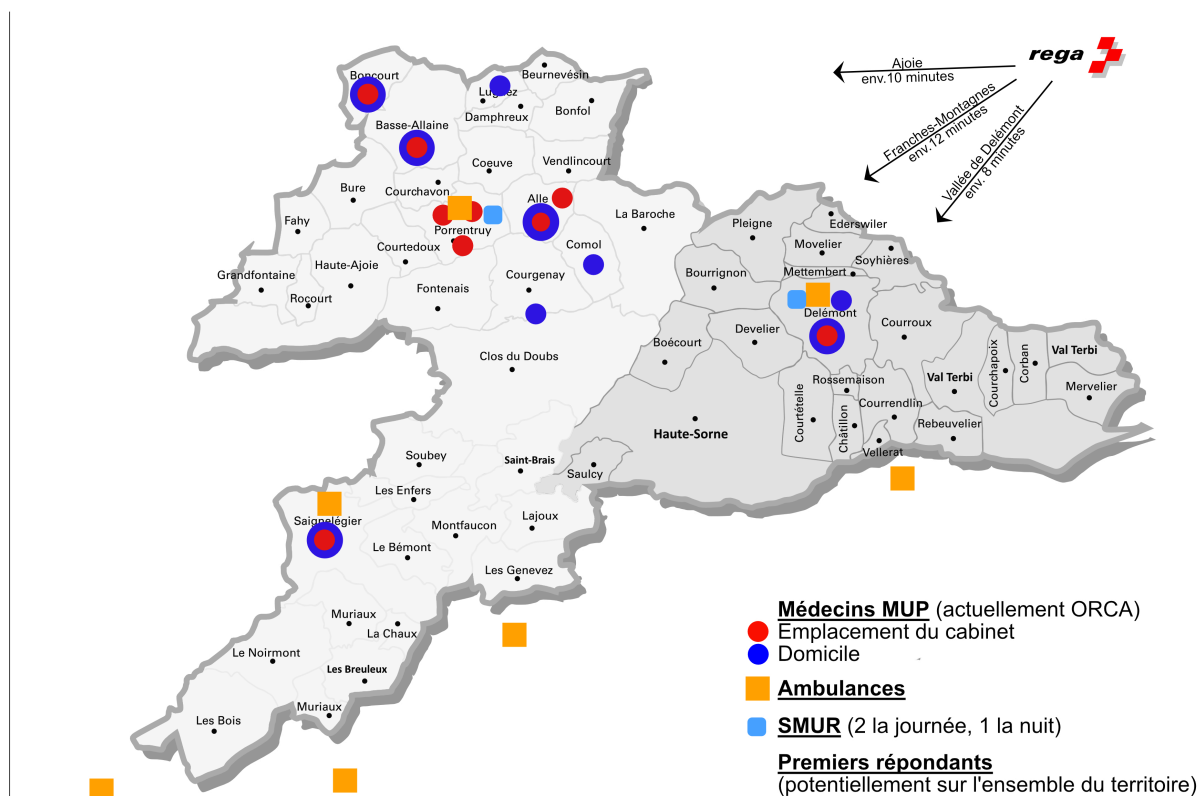 rega
Ajoie
env.10 minutes
Franches-Montagnes
env.12 minutes
Vallée de Delémont
env. 8 minutes
Boncourt
Beurnevésin
Lugnez
Damphreux
Bonfol
Basse-Allaine
Coeuve
Vendlincourt
Bure
Courchavon
Alle
La Baroche
Fahy
Porrentruy
Courtedoux
Comol
Grandfontaine
Haute-Ajoie
Courgenay
Rocourt
Fontenais
Clos du Doubs
Pleigne
Ederswiler
Movelier
Soyhières
Bourrignon
Mettembert
Delémont
Courroux
Develier
Boécourt
Courchapoix
Corban
Val Terbi
Val Terbi
Mervelier
Rossemaison
Courtételle
Châtillon
Courrendlin
Rebeuvelier
Vellerat
Haute-Sorne
Saulcy
Soubey
Saint-Brais
Les Enfers
Saignelégier
Montfaucon
Lajoux
Le Bémont
Les Genevez
Muriaux
La Chaux
Le Noirmont
Les Breuleux
Muriaux
Les Bois
Médecins MUP (actuellement ORCA)
Emplacement du cabinet
Domicile
Ambulances
SMUR (2 la journée, 1 la nuit)
Premiers répondants
(potentiellement sur l'ensemble du territoire)